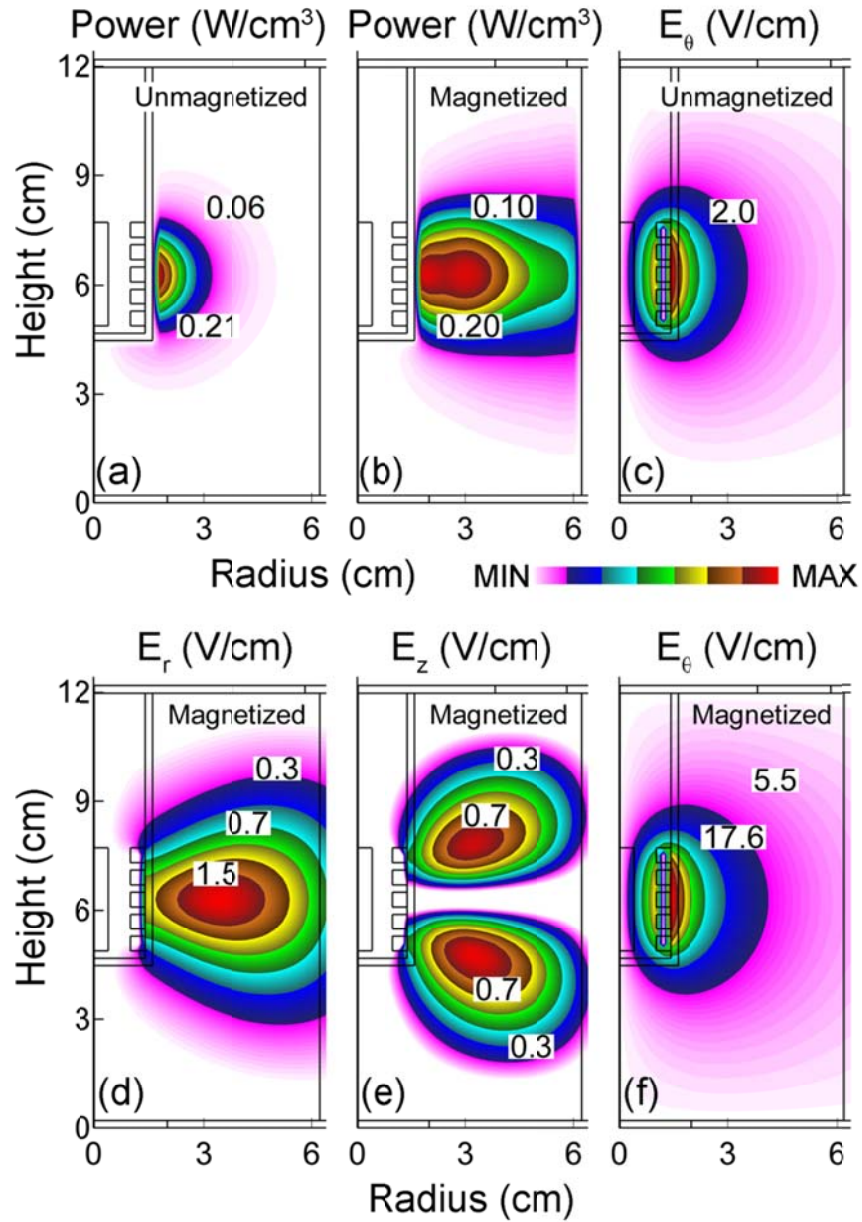 Power (W/cm³) Power (W/cm³) E_θ (V/cm)
12
Unmagnetized Magnetized Unmagnetized
9
0.06 0.10 2.0
6
0.21 0.20
3
(a) (b) (c)
0
0 3 6 0 3 6 0 3 6
Height (cm)
Radius (cm) MIN MAX
E_r (V/cm) E_z (V/cm) E_θ (V/cm)
12
Magnetized Magnetized Magnetized
0.3 0.3 5.5
9
0.7 0.7 17.6
1.5
6
0.7
3
0.3
(d) (e) (f)
0
0 3 6 0 3 6 0 3 6
Height (cm)
Radius (cm)